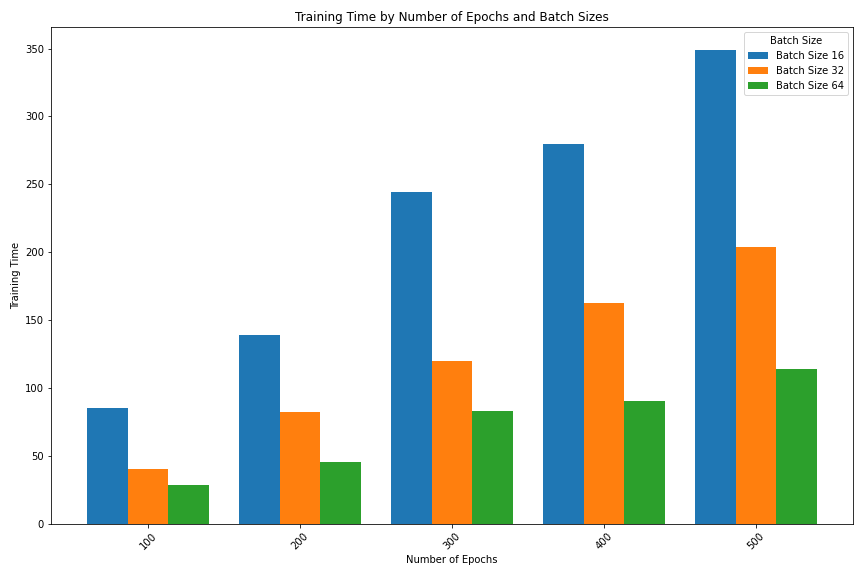 Training Time by Number of Epochs and Batch Sizes
Batch Size
Batch Size 16
Batch Size 32
Batch Size 64
Training Time
350
300
250
200
150
100
50
0
100
200
300
400
500
Number of Epochs